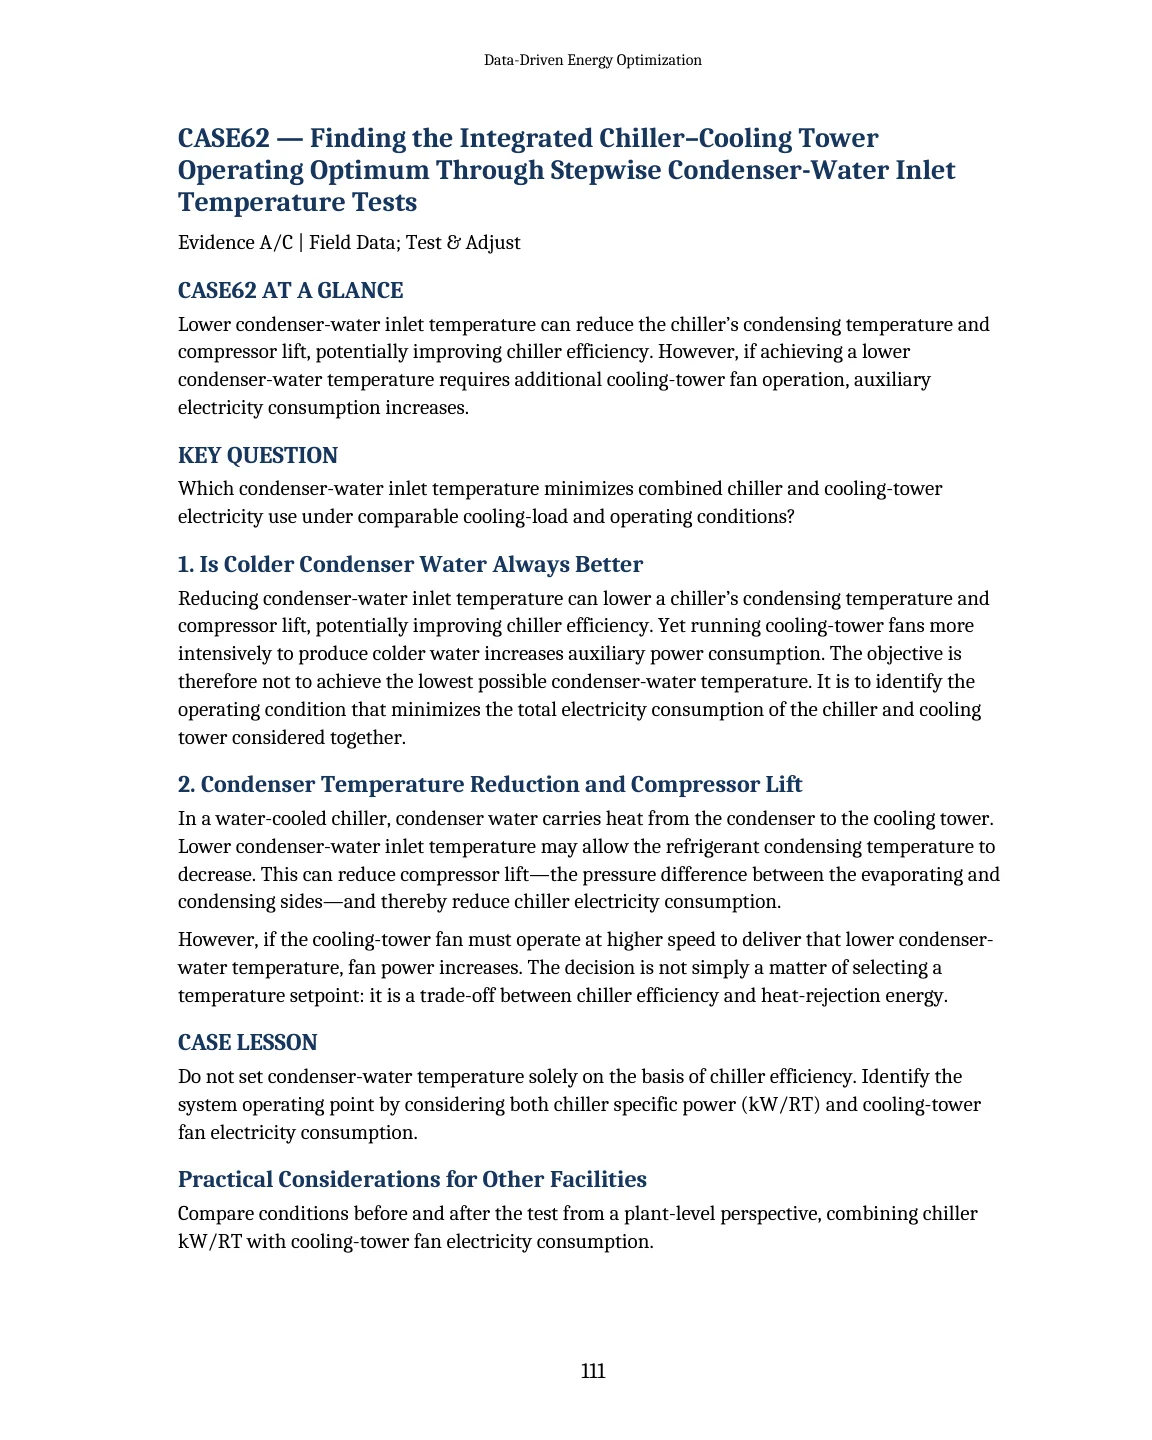 Data-Driven Energy Optimization
CASE62 — Finding the Integrated Chiller–Cooling Tower
Operating Optimum Through Stepwise Condenser-Water Inlet
Temperature Tests
Evidence A/C | Field Data; Test & Adjust
CASE62 AT A GLANCE
Lower condenser-water inlet temperature can reduce the chiller’s condensing temperature and
compressor lift, potentially improving chiller efficiency. However, if achieving a lower
condenser-water temperature requires additional cooling-tower fan operation, auxiliary
electricity consumption increases.
KEY QUESTION
Which condenser-water inlet temperature minimizes combined chiller and cooling-tower
electricity use under comparable cooling-load and operating conditions?
1. Is Colder Condenser Water Always Better
Reducing condenser-water inlet temperature can lower a chiller’s condensing temperature and
compressor lift, potentially improving chiller efficiency. Yet running cooling-tower fans more
intensively to produce colder water increases auxiliary power consumption. The objective is
therefore not to achieve the lowest possible condenser-water temperature. It is to identify the
operating condition that minimizes the total electricity consumption of the chiller and cooling
tower considered together.
2. Condenser Temperature Reduction and Compressor Lift
In a water-cooled chiller, condenser water carries heat from the condenser to the cooling tower.
Lower condenser-water inlet temperature may allow the refrigerant condensing temperature to
decrease. This can reduce compressor lift—the pressure difference between the evaporating and
condensing sides—and thereby reduce chiller electricity consumption.
However, if the cooling-tower fan must operate at higher speed to deliver that lower condenser-
water temperature, fan power increases. The decision is not simply a matter of selecting a
temperature setpoint: it is a trade-off between chiller efficiency and heat-rejection energy.
CASE LESSON
Do not set condenser-water temperature solely on the basis of chiller efficiency. Identify the
system operating point by considering both chiller specific power (kW/RT) and cooling-tower
fan electricity consumption.
Practical Considerations for Other Facilities
Compare conditions before and after the test from a plant-level perspective, combining chiller
kW/RT with cooling-tower fan electricity consumption.
111